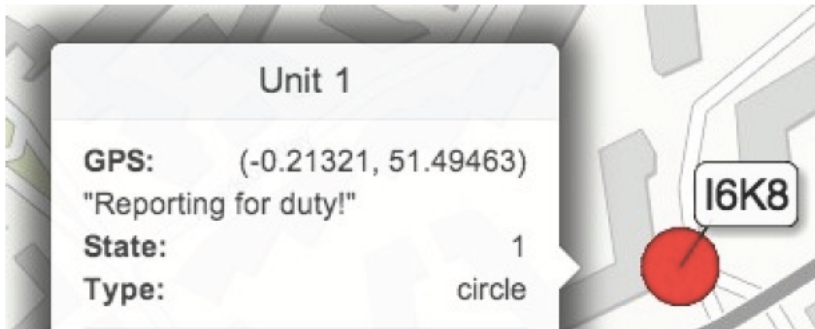 Unit 1
GPS: (-0.21321, 51.49463)
"Reporting for duty!"
State: 1
Type: circle
I6K8